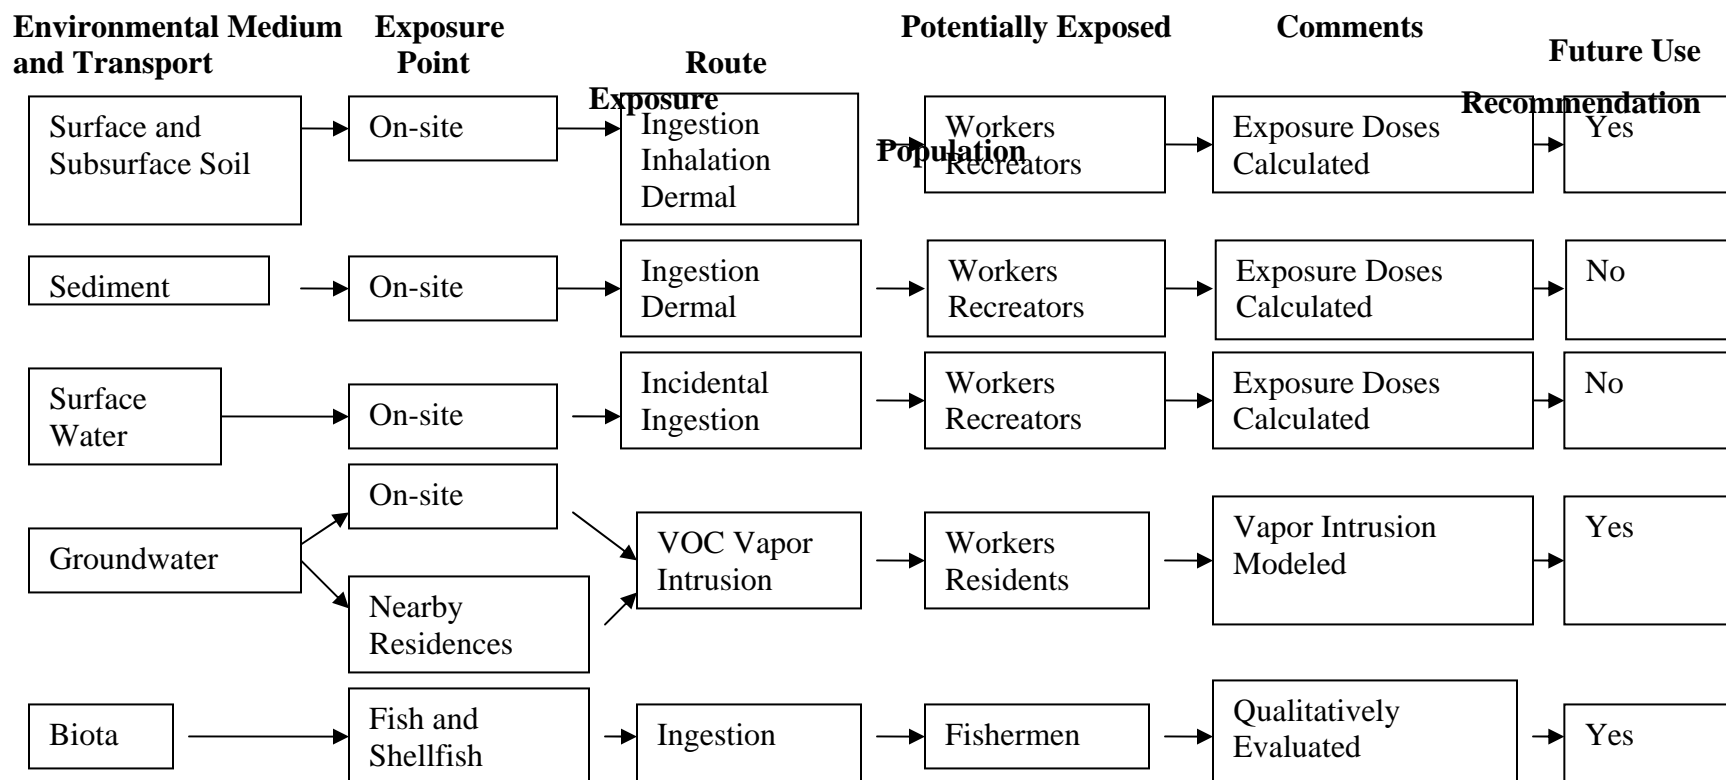 Environmental Medium
and Transport
Exposure
Point
Route
Exposure
Potentially Exposed
Population
Comments
Future Use
Recommendation
Surface and
Subsurface Soil
On-site
Ingestion
Inhalation
Dermal
Workers
Recreators
Exposure Doses
Calculated
Yes
Sediment
On-site
Ingestion
Dermal
Workers
Recreators
Exposure Doses
Calculated
No
Surface
Water
On-site
Incidental
Ingestion
Workers
Recreators
Exposure Doses
Calculated
No
Groundwater
On-site
Nearby
Residences
VOC Vapor
Intrusion
Workers
Residents
Vapor Intrusion
Modeled
Yes
Biota
Fish and
Shellfish
Ingestion
Fishermen
Qualitatively
Evaluated
Yes